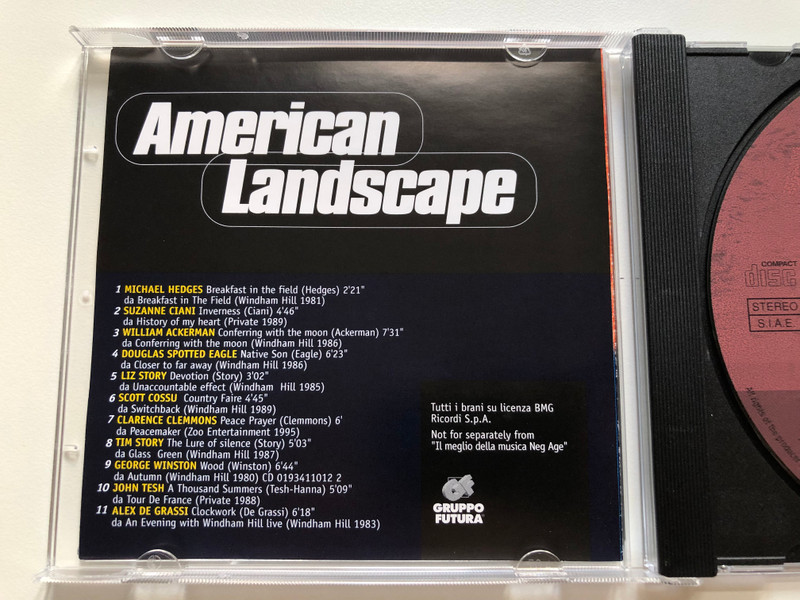 American
Landscape
1 MICHAEL HEDGES Breakfast in the field (Hedges) 2'21"
da Breakfast in The Field (Windham Hill 1981)
2 SUZANNE CIANI Inverness (Ciani) 4'46"
da History of my heart (Private 1989)
3 WILLIAM ACKERMAN Conferring with the moon (Ackerman) 7'31"
da Conferring with the moon (Windham Hill 1986)
4 DOUGLAS SPOTTED EAGLE Native Son (Eagle) 6'23"
da Closer to far away (Windham Hill 1986)
5 LIZ STORY Devotion (Story) 3'02"
da Unaccountable effect (Windham Hill 1985)
6 SCOTT COSSU Country Faire 4'45"
da Switchback (Windham Hill 1989)
7 CLARENCE CLEMMONS Peace Prayer (Clemmons) 6'
da Peacemaker (Zoo Entertainment 1995)
8 TIM STORY The Lure of silence (Story) 5'03"
da Glass Green (Windham Hill 1987)
9 GEORGE WINSTON Wood (Winston) 6'44"
da Autumn (Windham Hill 1980) CD 0193411012 2
10 JOHN TESH A Thousand Summers (Tesh-Hanna) 5'09"
da Tour De France (Private 1988)
11 ALEX DE GRASSI Clockwork (De Grassi) 6'18"
da An Evening with Windham Hill live (Windham Hill 1983)
Tutti i brani su licenza BMG
Ricordi S.p.A.
Not for separately from
"Il meglio della musica Neg Age"
GRUPPO
FUTURA
COMPACT
disc
STEREO
S.I.A.E.
All rights of the producer